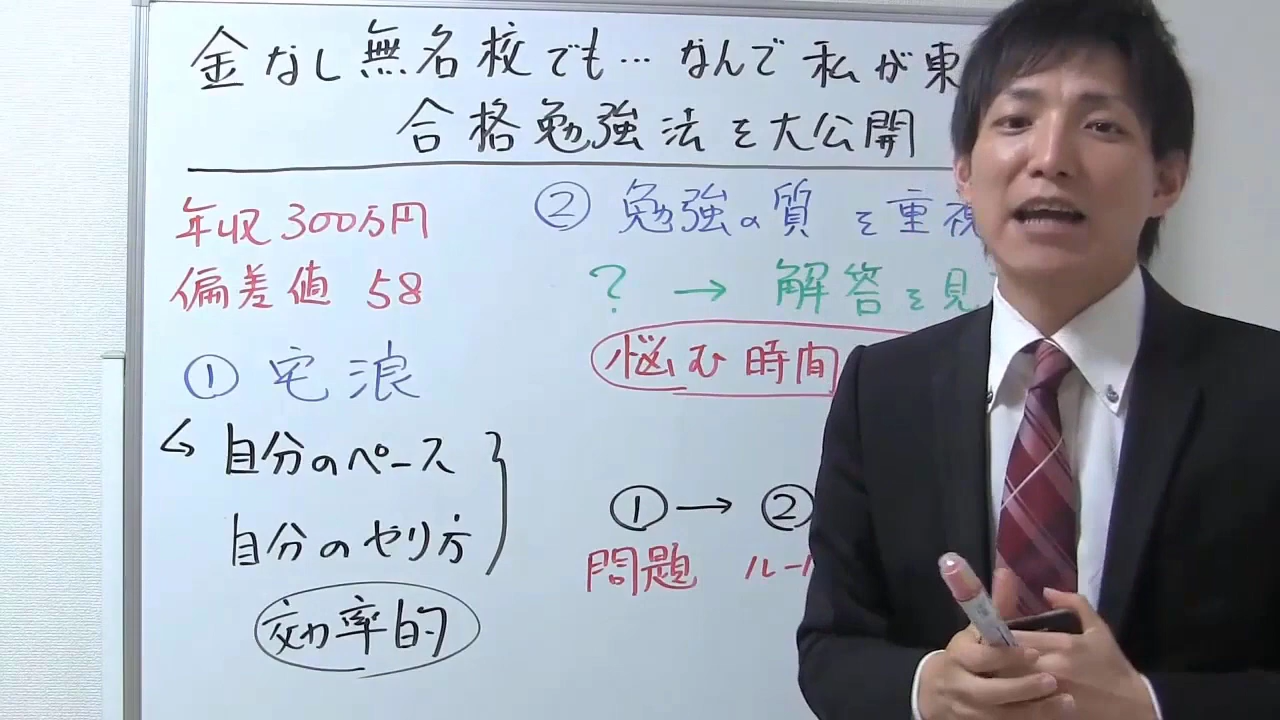 金なし無名校でも…なんで私が東
合格勉強法を大公開
年収300万円
偏差値 58
① 宅浪
↳ 自分のペース
自分のやり方
効率的
② 勉強の質を重視
? → 解答を見
悩む時間
① → ②
問題 ルール